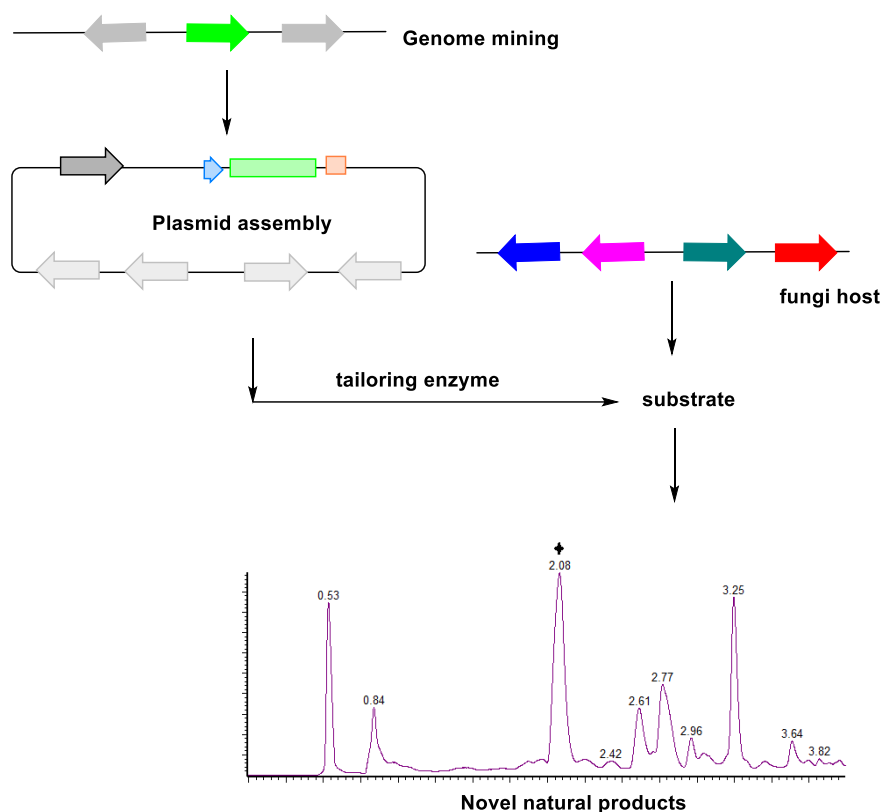 Genome mining
Plasmid assembly
fungi host
tailoring enzyme
substrate
2.08
0.53
3.25
2.77
0.84
2.61
2.96
3.64
2.42
3.82
Novel natural products